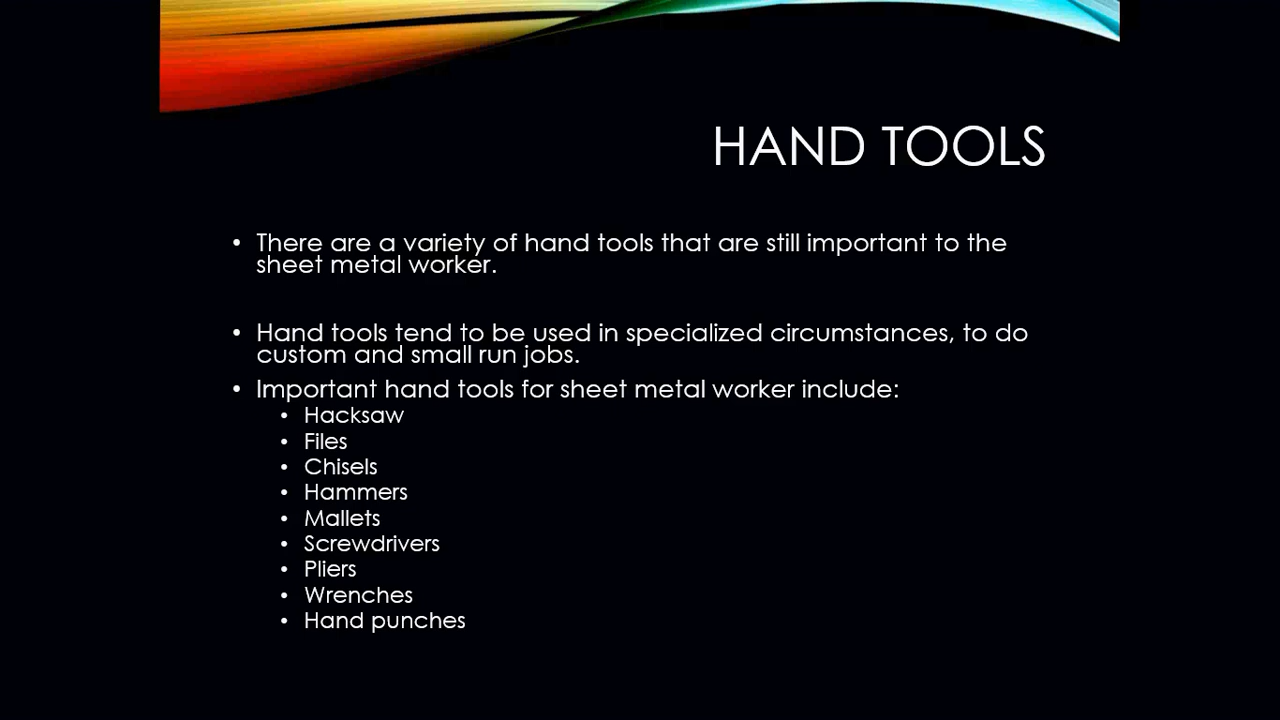 HAND TOOLS
• There are a variety of hand tools that are still important to the
sheet metal worker.
• Hand tools tend to be used in specialized circumstances, to do
custom and small run jobs.
• Important hand tools for sheet metal worker include:
• Hacksaw
• Files
• Chisels
• Hammers
• Mallets
• Screwdrivers
• Pliers
• Wrenches
• Hand punches